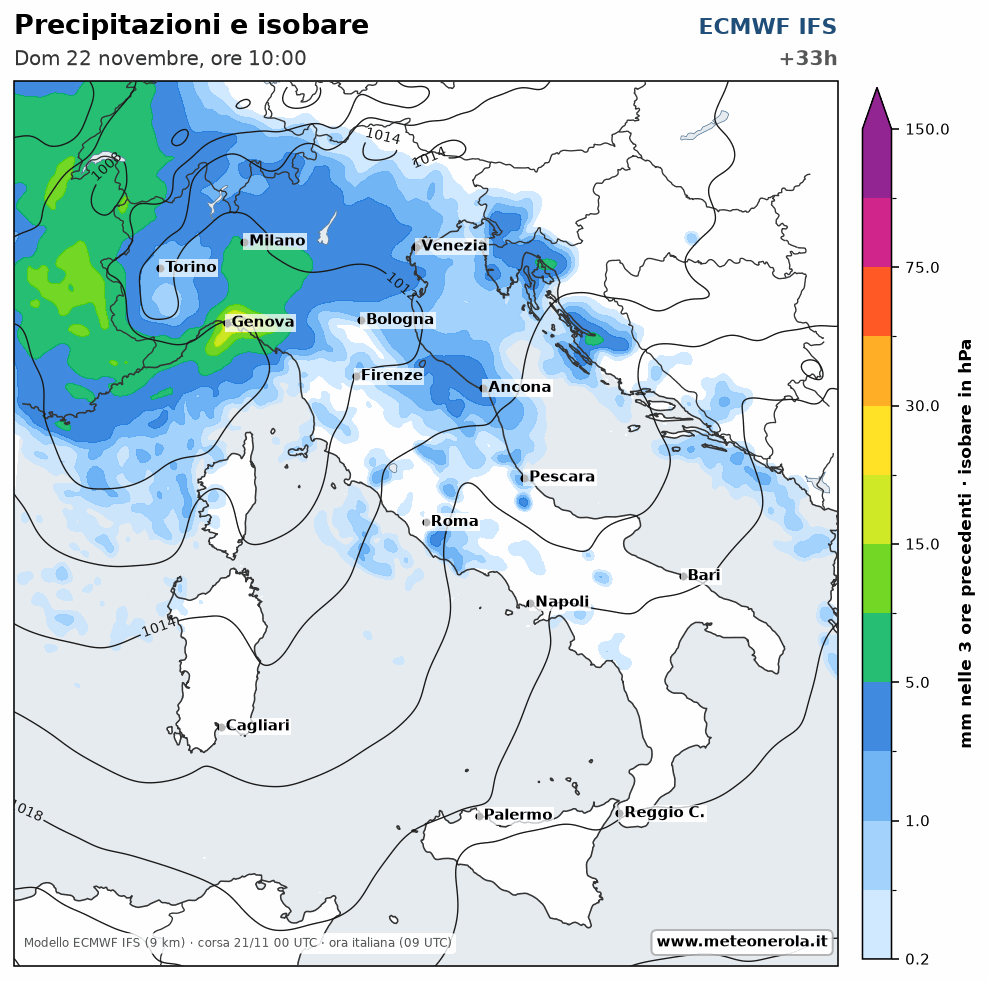 Precipitazioni e isobare
ECMWF IFS
Dom 22 novembre, ore 10:00
+33h
1014
1014
1008
150.0
Milano
Venezia
Torino
75.0
1012
Genova
Bologna
Firenze
Ancona
30.0
Pescara
Roma
15.0
Bari
Napoli
1014
5.0
Cagliari
1018
Palermo
Reggio C.
1.0
0.2
mm nelle 3 ore precedenti · isobare in hPa
Modello ECMWF IFS (9 km) · corsa 21/11 00 UTC · ora italiana (09 UTC)
www.meteonerola.it